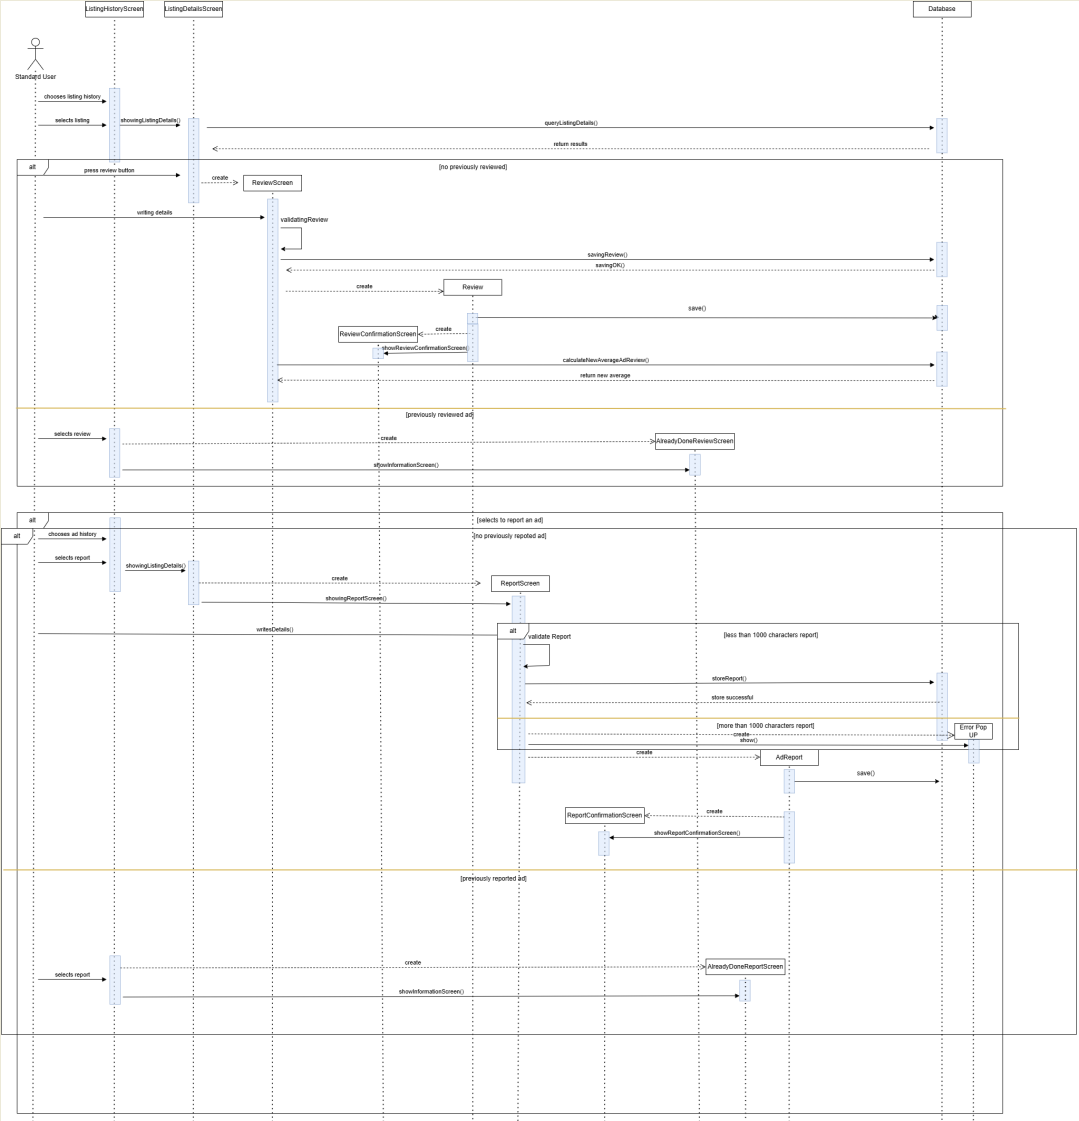 ListingHistoryScreen
ListingDetailsScreen
Database
Standard User
chooses listing history
selects listing
showingListingDetails()
queryListingDetails()
return results
alt
[no previously reviewed]
press review button
create
ReviewScreen
writing details
validatingReview
savingReview()
savingOK()
create
Review
save()
ReviewConfirmationScreen
create
showReviewConfirmationScreen()
calculateNewAverageAdReview()
return new average
[previously reviewed ad]
selects review
create
AlreadyDoneReviewScreen
showInformationScreen()
alt
[selects to report an ad]
alt
chooses ad history
[no previously repoted ad]
selects report
showingListingDetails()
create
ReportScreen
showingReportScreen()
writesDetails()
alt
validate Report
[less than 1000 characters report]
storeReport()
store successful
[more than 1000 characters report]
create
Error Pop
UP
show()
create
AdReport
save()
ReportConfirmationScreen
create
showReportConfirmationScreen()
[previously reported ad]
selects report
create
AlreadyDoneReportScreen
showInformationScreen()